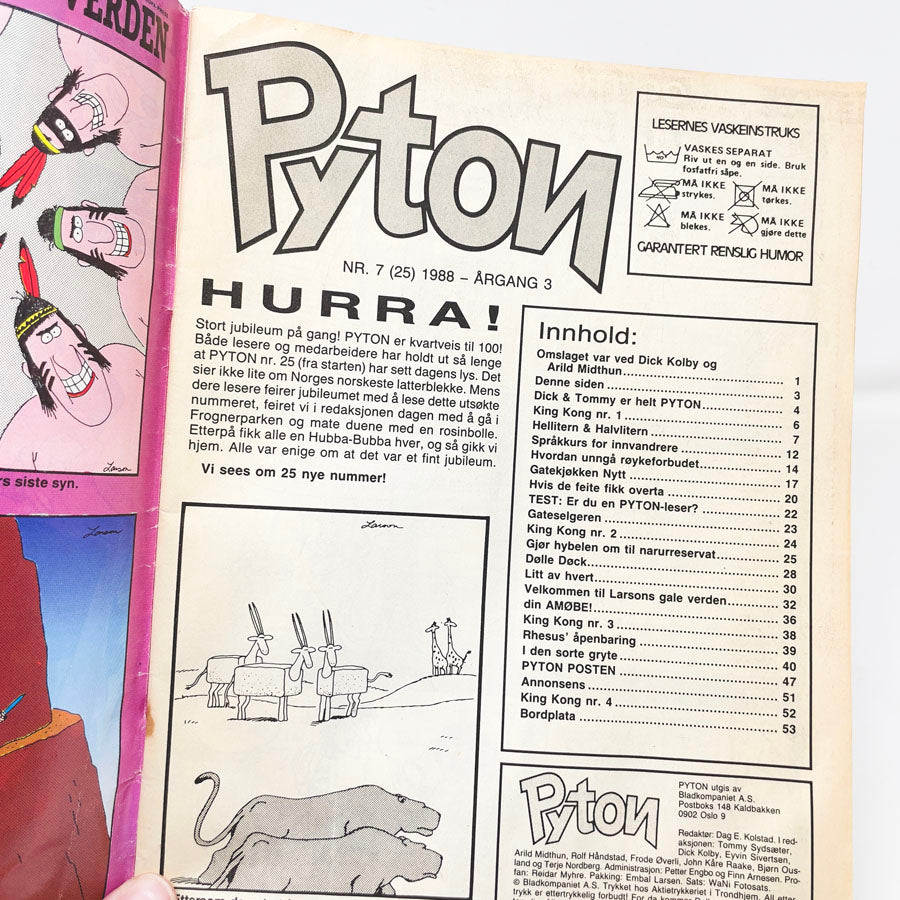 VERDEN
Larson
rs siste syn.
Larson
Pyton
NR. 7 (25) 1988 – ÅRGANG 3
LESERNES VASKEINSTRUKS
VASKES SEPARAT
Riv ut en og en side. Bruk
fosfatfri såpe.
MÅ IKKE
strykes.
MÅ IKKE
tørkes.
MÅ IKKE
blekes.
MÅ IKKE
gjøre dette
GARANTERT RENSLIG HUMOR
HURRA!
Stort jubileum på gang! PYTON er kvartveis til 100!
Både lesere og medarbeidere har holdt ut så lenge
at PYTON nr. 25 (fra starten) har sett dagens lys. Det
sier ikke lite om Norges norskeste latterblekke. Mens
dere lesere feirer jubileumet med å lese dette utsøkte
nummeret, feiret vi i redaksjonen dagen med å gå i
Frognerparken og mate duene med en rosinbolle.
Etterpå fikk alle en Hubba-Bubba hver, og så gikk vi
hjem. Alle var enige om at det var et fint jubileum.
Vi sees om 25 nye nummer!
Larson
Innhold:
Omslaget var ved Dick Kolby og
Arild Midthun 1
Denne siden 3
Dick & Tommy er helt PYTON 4
King Kong nr. 1 6
Hellitern & Halvlitern 7
Språkkurs for innvandrere 12
Hvordan unngå røykeforbudet 14
Gatekjøkken Nytt 17
Hvis de feite fikk overta 20
TEST: Er du en PYTON-leser? 22
Gateselgeren 23
King Kong nr. 2 24
Gjør hybelen om til narurreservat 25
Dølle Døck 28
Litt av hvert 30
Velkommen til Larsons gale verden 32
din AMØBE! 36
King Kong nr. 3 38
Rhesus' åpenbaring 39
I den sorte gryte 40
PYTON POSTEN 47
Annonsens 51
King Kong nr. 4 52
Bordplata 53
Pyton
PYTON utgis av
Bladkompaniet A.S.
Postboks 148 Kaldbakken
0902 Oslo 9
Redaktør: Dag E. Kolstad. I red-
aksjonen: Tommy Sydsæter,
Dick Kolby, Eyvin Sivertsen,
Arild Midthun, Rolf Håndstad, Frode Øverli, John Kåre Raake, Bjørn Ous-
land og Terje Nordberg. Administrasjon: Petter Engbo og Finn Arnesen. Pro-
fan: Reidar Myhre. Pakking: Embal Larsen. Sats: WaNi Fotosats.
© Bladkompaniet A.S. Trykket hos Aktietrykkeriet i Trondhjem. All etter-
trykk er ettertrykkelig forbudt!